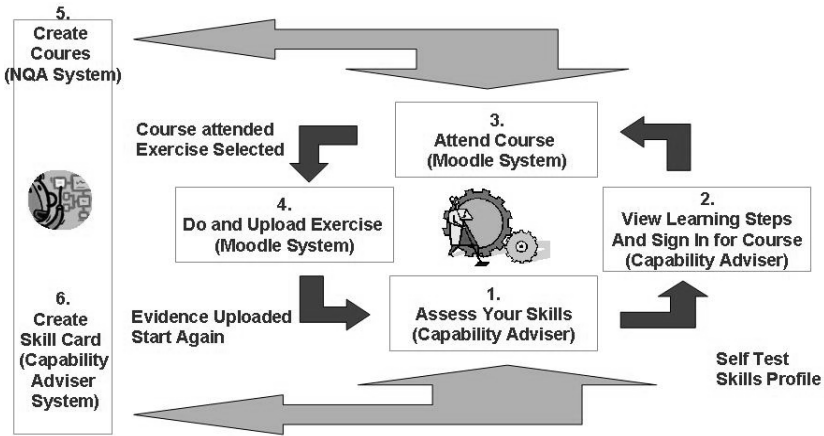 5.
Create
Coures
(NQA System)
3.
Attend Course
(Moodle System)
Course attended
Exercise Selected
4.
Do and Upload Exercise
(Moodle System)
2.
View Learning Steps
And Sign In for Course
(Capability Adviser)
1.
Assess Your Skills
(Capability Adviser)
Evidence Uploaded
Start Again
6.
Create
Skill Card
(Capability
Adviser
System)
Self Test
Skills Profile